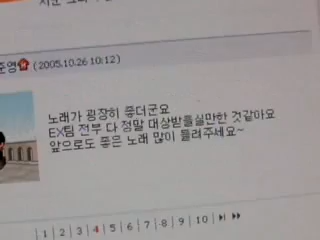 준영 (2005.10.26 10:12)
노래가 굉장히 좋더군요
EX팀 전부 다 정말 대상받을실만한 것같아요
앞으로도 좋은 노래 많이 들려주세요~
| 1 | 2 | 3 | 4 | 5 | 6 | 7 | 8 | 9 | 10 |